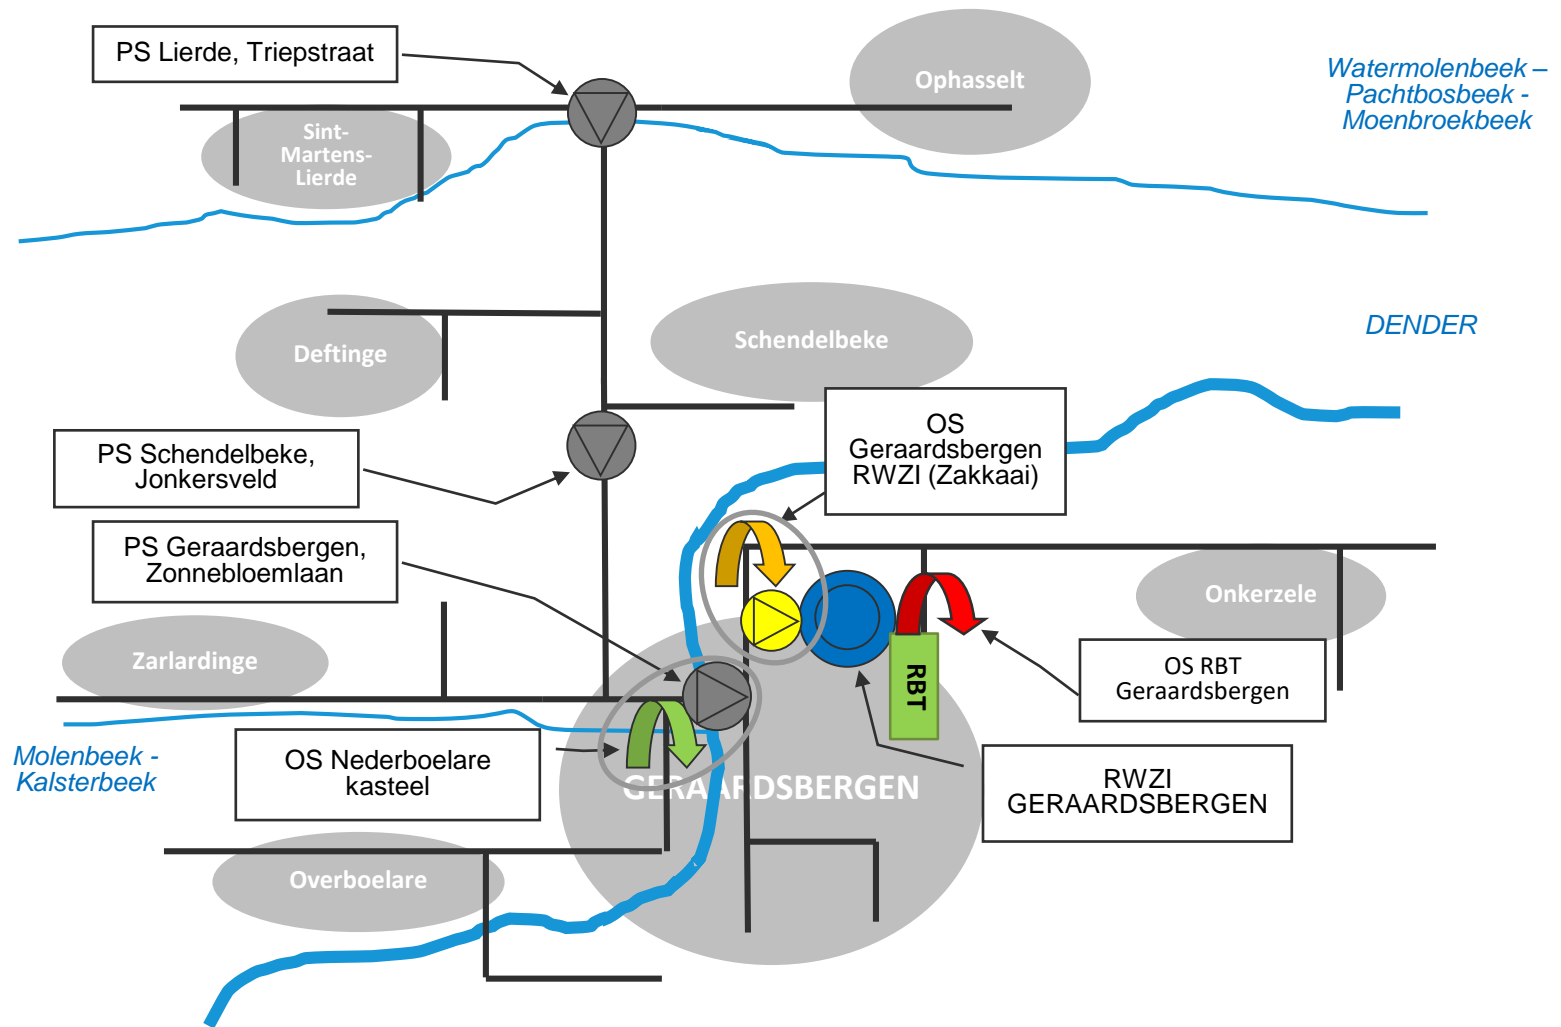 PS Lierde, Triepstraat
Ophasselt
Watermolenbeek –
Pachtbosbeek -
Moenbroekbeek
Sint-
Martens-
Lierde
DENDER
Deftinge
Schendelbeke
OS
Geraardsbergen
RWZI (Zakkaai)
PS Schendelbeke,
Jonkersveld
PS Geraardsbergen,
Zonnebloemlaan
Onkerzele
Zarlardinge
RBT
OS RBT
Geraardsbergen
Molenbeek -
Kalsterbeek
OS Nederboelare
kasteel
GERAARDSBERGEN
RWZI
GERAARDSBERGEN
Overboelare